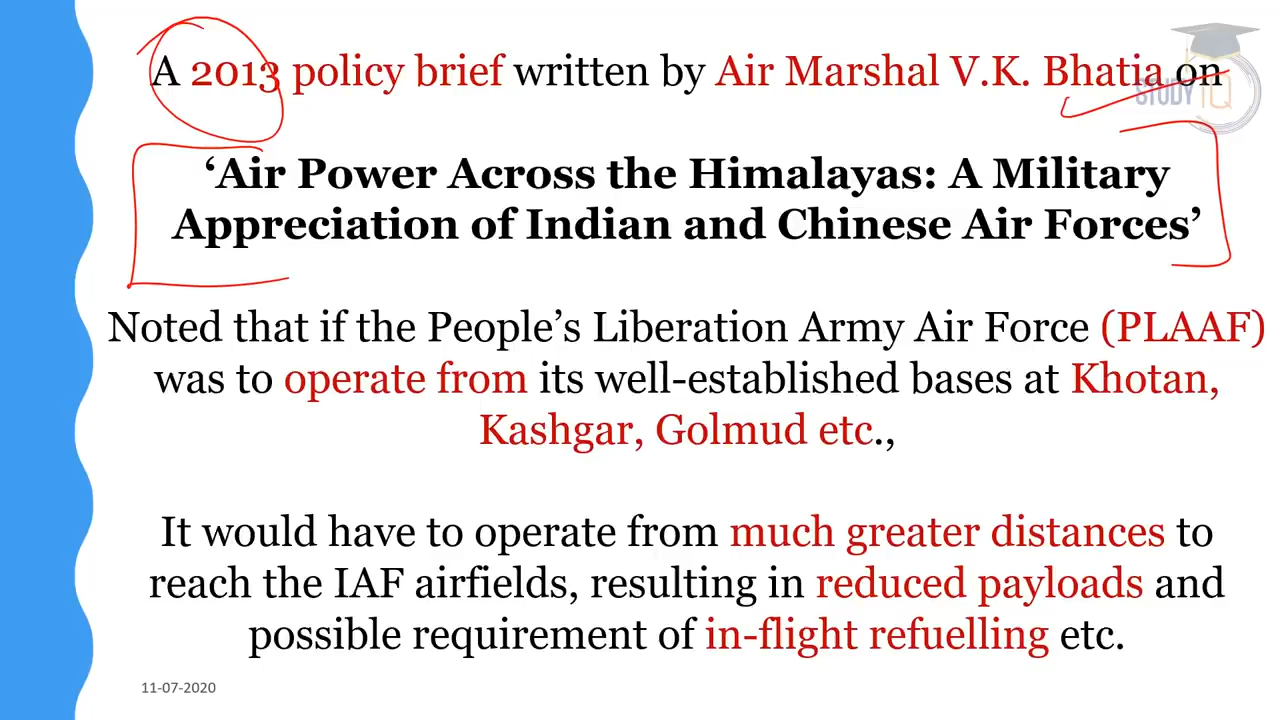 A 2013 policy brief written by Air Marshal V.K. Bhatia on
STUDY IQ
‘Air Power Across the Himalayas: A Military
Appreciation of Indian and Chinese Air Forces’
Noted that if the People’s Liberation Army Air Force (PLAAF)
was to operate from its well-established bases at Khotan,
Kashgar, Golmud etc.,
It would have to operate from much greater distances to
reach the IAF airfields, resulting in reduced payloads and
possible requirement of in-flight refuelling etc.
11-07-2020